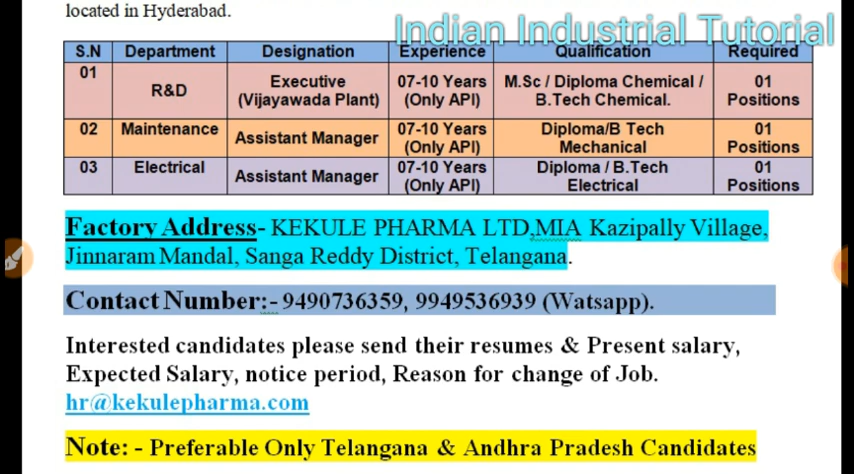 located in Hyderabad.
Indian Industrial Tutorial
S.N Department Designation Experience Qualification Required
01 R&D Executive (Vijayawada Plant) 07-10 Years (Only API) M.Sc / Diploma Chemical / B.Tech Chemical. 01 Positions
02 Maintenance Assistant Manager 07-10 Years (Only API) Diploma/B Tech Mechanical 01 Positions
03 Electrical Assistant Manager 07-10 Years (Only API) Diploma / B.Tech Electrical 01 Positions
Factory Address- KEKULE PHARMA LTD,MIA Kazipally Village,
Jinnaram Mandal, Sanga Reddy District, Telangana.
Contact Number:- 9490736359, 9949536939 (Watsapp).
Interested candidates please send their resumes & Present salary,
Expected Salary, notice period, Reason for change of Job.
hr@kekulepharma.com
Note: - Preferable Only Telangana & Andhra Pradesh Candidates